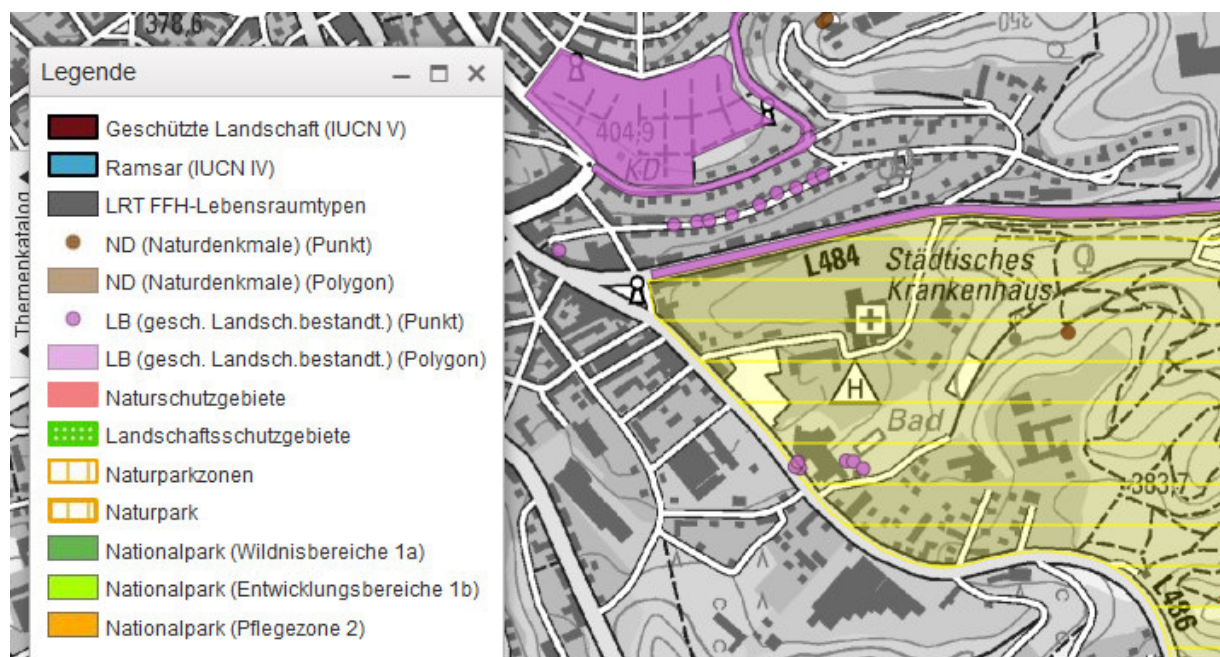 378,6
Legende
◀ Themenkatalog ◀
Geschützte Landschaft (IUCN V)
Ramsar (IUCN IV)
LRT FFH-Lebensraumtypen
ND (Naturdenkmale) (Punkt)
ND (Naturdenkmale) (Polygon)
LB (gesch. Landsch.bestandt.) (Punkt)
LB (gesch. Landsch.bestandt.) (Polygon)
Naturschutzgebiete
Landschaftsschutzgebiete
Naturparkzonen
Naturpark
Nationalpark (Wildnisbereiche 1a)
Nationalpark (Entwicklungsbereiche 1b)
Nationalpark (Pflegezone 2)
350
404,9
KD
L484
Städtisches
Krankenhaus
H
Bad
383,7
L486